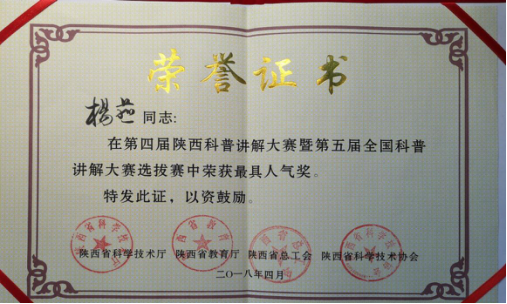 荣誉证书
杨 同志:
在第四届陕西科普讲解大赛暨第五届全国科普
讲解大赛选拔赛中荣获最具人气奖。
特发此证，以资鼓励。
陕西省科学技术厅 陕西省教育厅 陕西省总工会 陕西省科学技术协会
二〇一八年四月